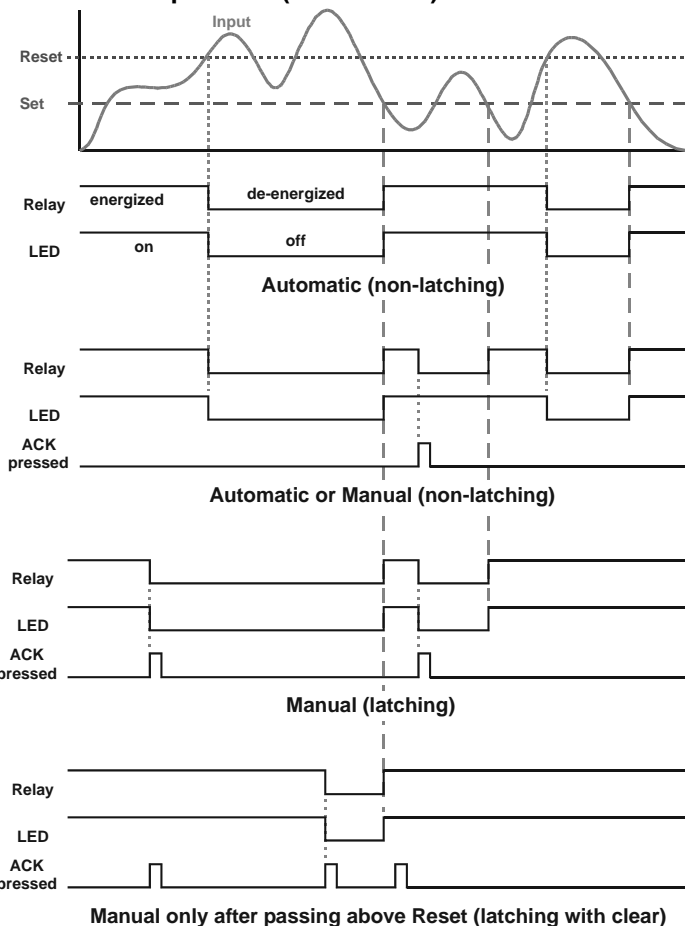 Input
Reset
Set
Relay energized de-energized
LED on off
Automatic (non-latching)
Relay
LED
ACK
pressed
Automatic or Manual (non-latching)
Relay
LED
ACK
pressed
Manual (latching)
Relay
LED
ACK
pressed
Manual only after passing above Reset (latching with clear)